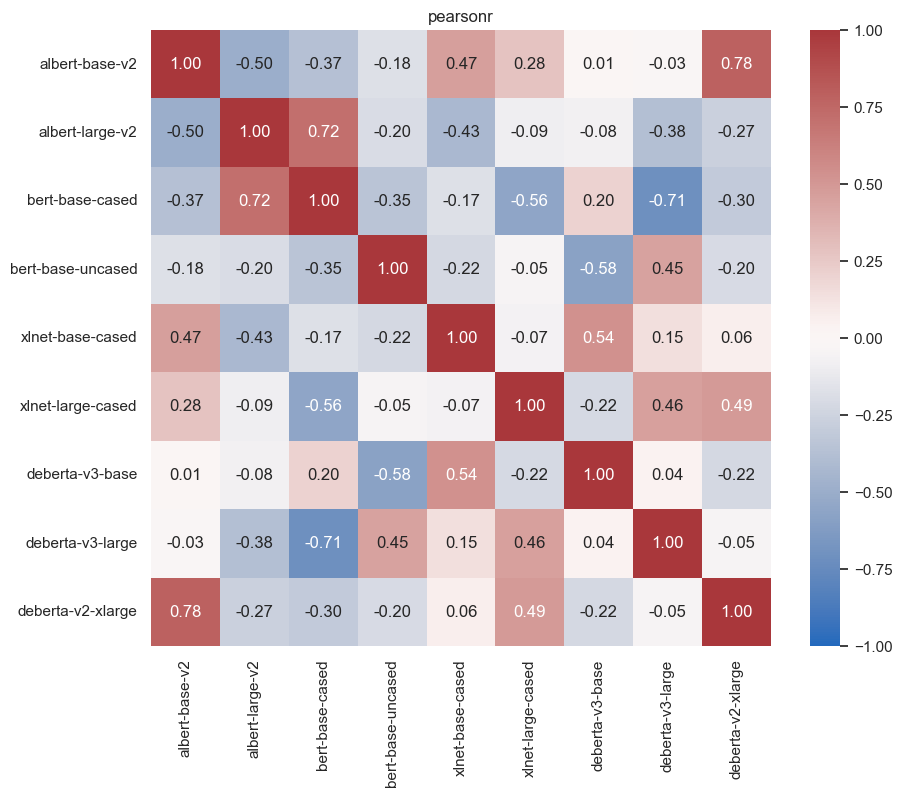 pearsonr
albert-base-v2 1.00 -0.50 -0.37 -0.18 0.47 0.28 0.01 -0.03 0.78
albert-large-v2 -0.50 1.00 0.72 -0.20 -0.43 -0.09 -0.08 -0.38 -0.27
bert-base-cased -0.37 0.72 1.00 -0.35 -0.17 -0.56 0.20 -0.71 -0.30
bert-base-uncased -0.18 -0.20 -0.35 1.00 -0.22 -0.05 -0.58 0.45 -0.20
xlnet-base-cased 0.47 -0.43 -0.17 -0.22 1.00 -0.07 0.54 0.15 0.06
xlnet-large-cased 0.28 -0.09 -0.56 -0.05 -0.07 1.00 -0.22 0.46 0.49
deberta-v3-base 0.01 -0.08 0.20 -0.58 0.54 -0.22 1.00 0.04 -0.22
deberta-v3-large -0.03 -0.38 -0.71 0.45 0.15 0.46 0.04 1.00 -0.05
deberta-v2-xlarge 0.78 -0.27 -0.30 -0.20 0.06 0.49 -0.22 -0.05 1.00
albert-base-v2
albert-large-v2
bert-base-cased
bert-base-uncased
xlnet-base-cased
xlnet-large-cased
deberta-v3-base
deberta-v3-large
deberta-v2-xlarge
1.00
0.75
0.50
0.25
0.00
−0.25
−0.50
−0.75
−1.00